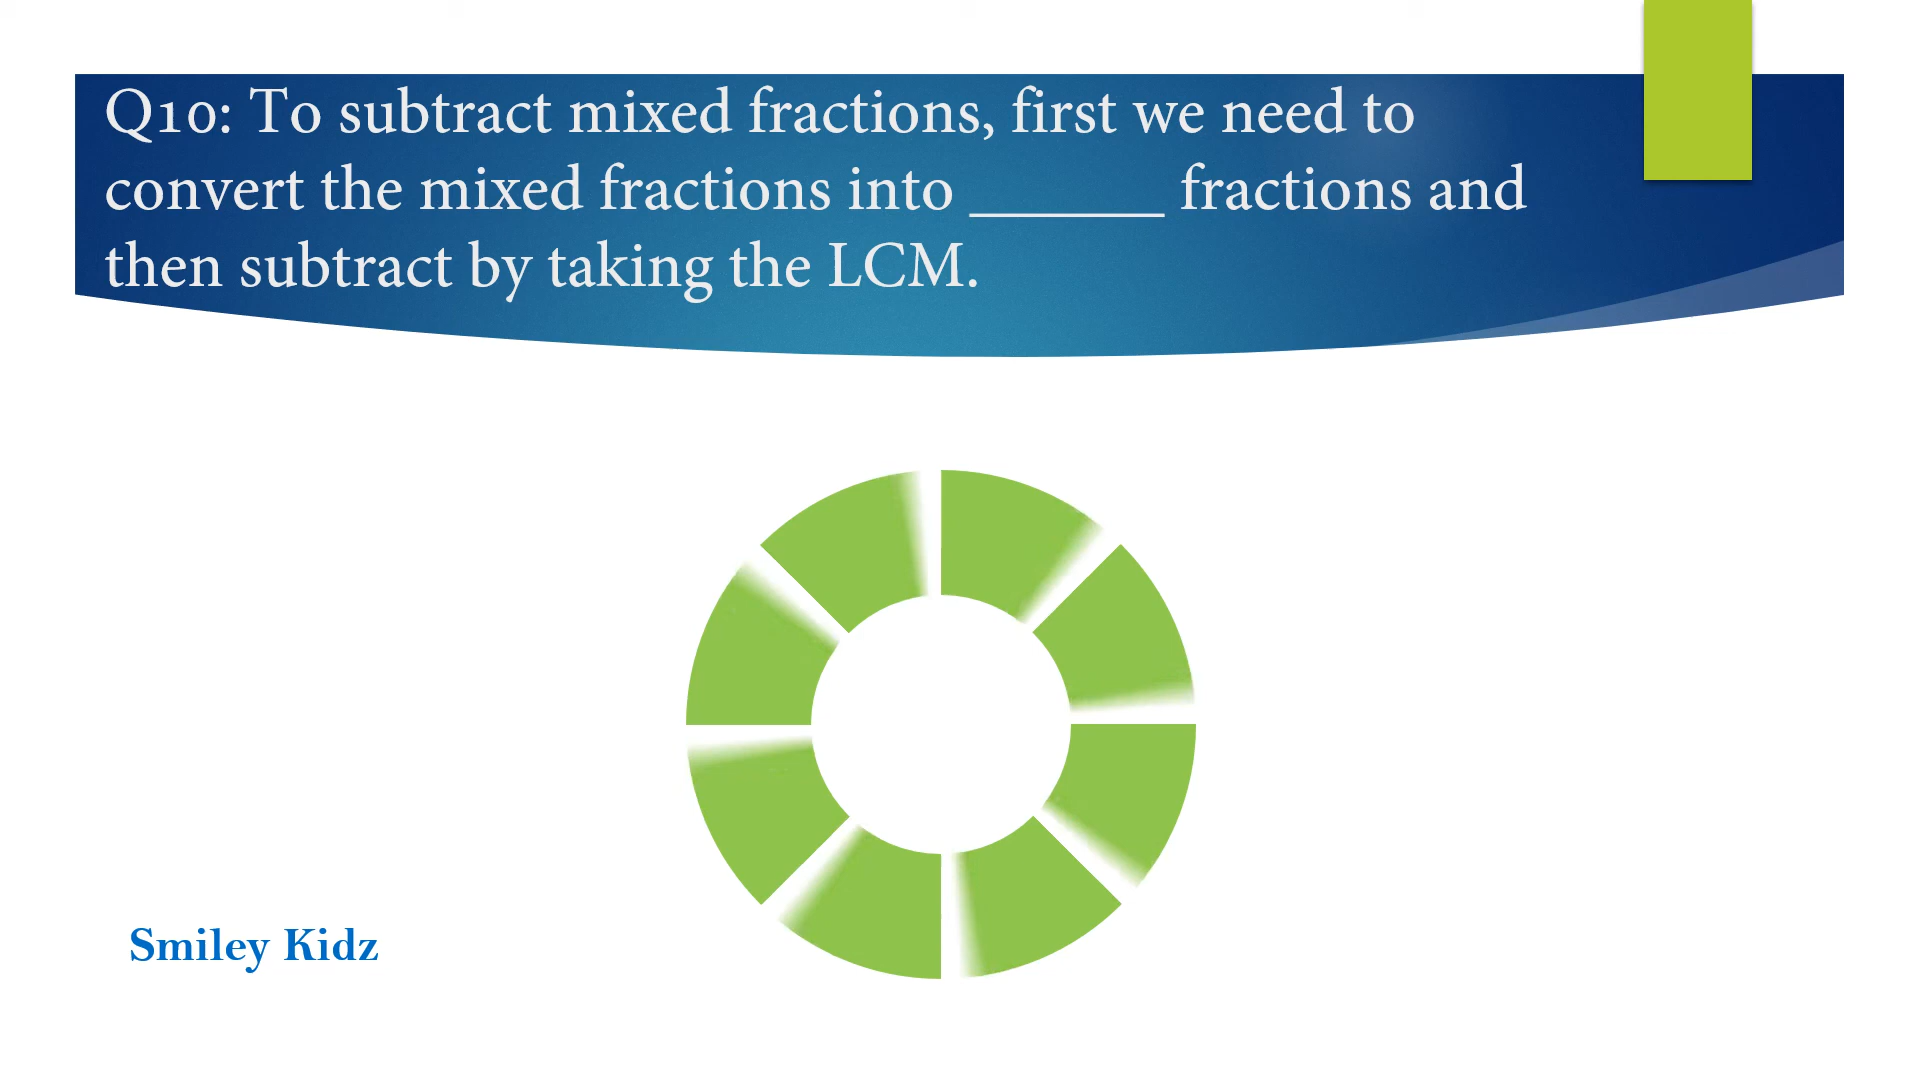 Q10: To subtract mixed fractions, first we need to
convert the mixed fractions into _______ fractions and
then subtract by taking the LCM.
Smiley Kidz